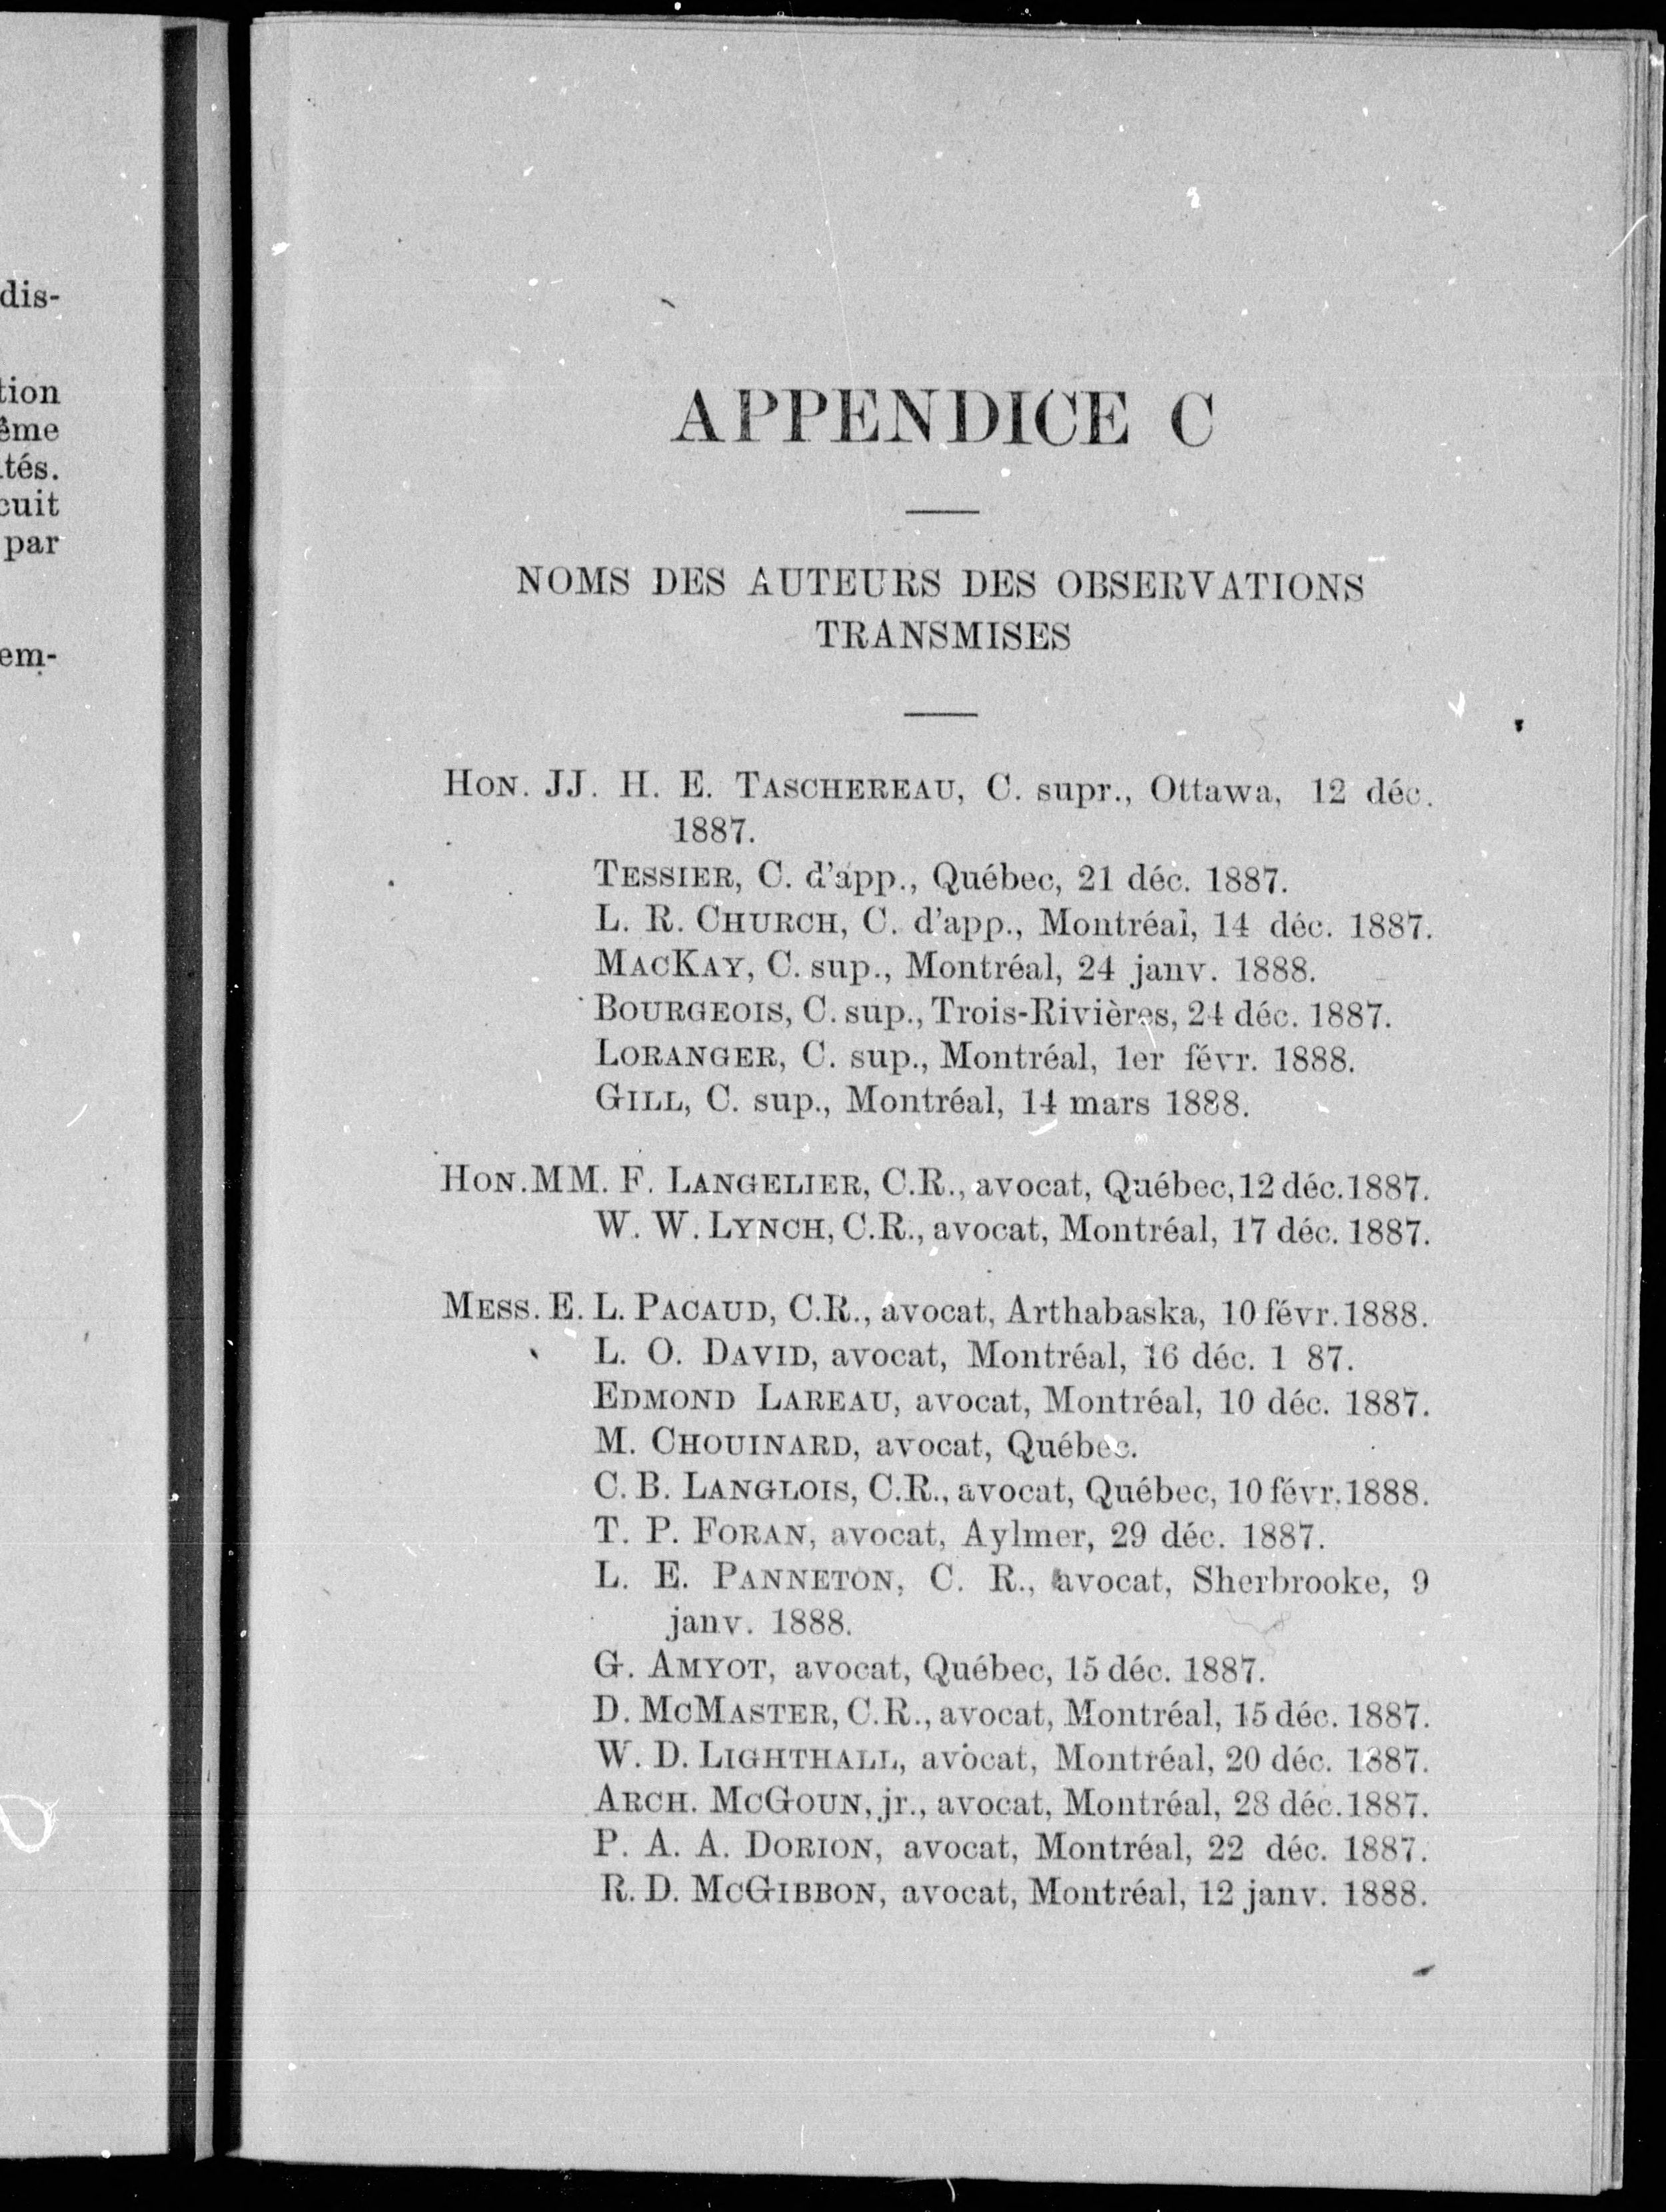 dis-
tion
ême
tés.
cuit
par
em-
APPENDICE C
NOMS DES AUTEURS DES OBSERVATIONS
TRANSMISES
HON. JJ. H. E. TASCHEREAU, C. supr., Ottawa, 12 déc.
1887.
TESSIER, C. d'app., Québec, 21 déc. 1887.
L. R. CHURCH, C. d'app., Montréal, 14 déc. 1887.
MACKAY, C. sup., Montréal, 24 janv. 1888.
BOURGEOIS, C. sup., Trois-Rivières, 24 déc. 1887.
LORANGER, C. sup., Montréal, 1er févr. 1888.
GILL, C. sup., Montréal, 14 mars 1888.
HON. MM. F. LANGELIER, C.R., avocat, Québec, 12 déc. 1887.
W. W. LYNCH, C.R., avocat, Montréal, 17 déc. 1887.
MESS. E. L. PACAUD, C.R., avocat, Arthabaska, 10 févr. 1888.
L. O. DAVID, avocat, Montréal, 16 déc. 1 87.
EDMOND LAREAU, avocat, Montréal, 10 déc. 1887.
M. CHOUINARD, avocat, Québec.
C. B. LANGLOIS, C.R., avocat, Québec, 10 févr. 1888.
T. P. FORAN, avocat, Aylmer, 29 déc. 1887.
L. E. PANNETON, C. R., avocat, Sherbrooke, 9
janv. 1888.
G. AMYOT, avocat, Québec, 15 déc. 1887.
D. MCMASTER, C.R., avocat, Montréal, 15 déc. 1887.
W. D. LIGHTHALL, avocat, Montréal, 20 déc. 1887.
ARCH. MCGOUN, jr., avocat, Montréal, 28 déc. 1887.
P. A. A. DORION, avocat, Montréal, 22 déc. 1887.
R. D. MCGIBBON, avocat, Montréal, 12 janv. 1888.